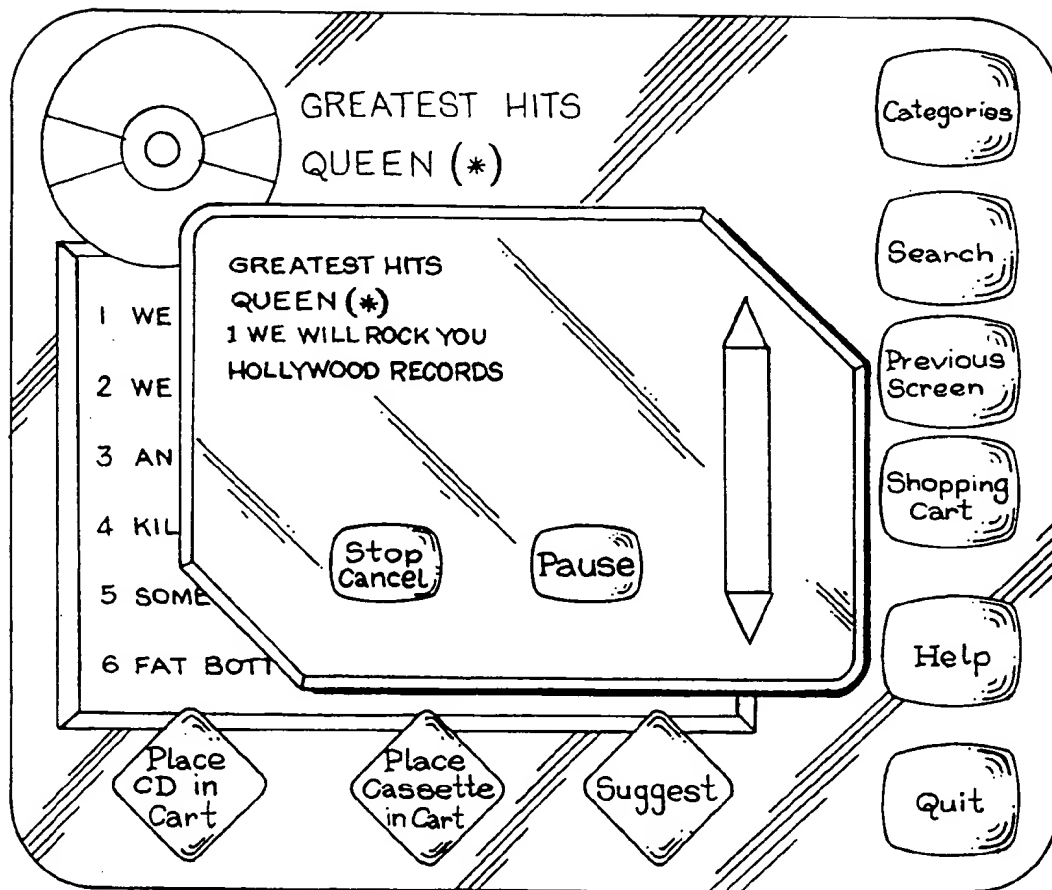 GREATEST HITS
QUEEN (*)
GREATEST HITS
QUEEN (*)
1 WE WILL ROCK YOU
HOLLYWOOD RECORDS
Stop
Cancel
Pause
1 WE
2 WE
3 AN
4 KIL
5 SOME
6 FAT BOTT
Place
CD in
Cart
Place
Cassette
in Cart
Suggest
Categories
Search
Previous
Screen
Shopping
Cart
Help
Quit